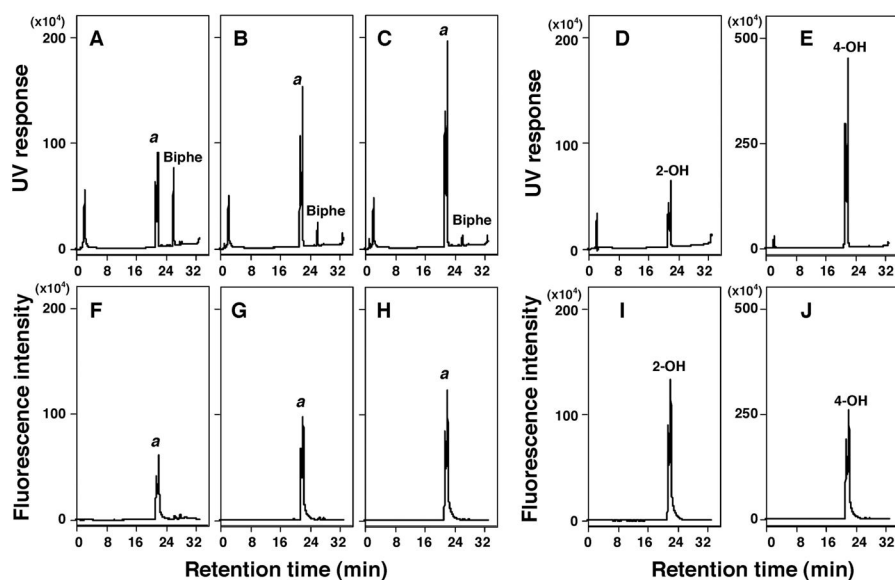 (x10⁴) (x10⁴) (x10⁴)
200 200 500
A B C D E
a a a 2-OH 4-OH
Biphe Biphe Biphe
UV response UV response
100 100 250
0 0 0
0 8 16 24 32 0 8 16 24 32 0 8 16 24 32 0 8 16 24 32 0 8 16 24 32
(x10⁴) (x10⁴) (x10⁴)
200 200 500
F G H I J
a a a 2-OH 4-OH
Fluorescence intensity Fluorescence intensity
100 100 250
0 0 0
0 8 16 24 32 0 8 16 24 32 0 8 16 24 32 0 8 16 24 32 0 8 16 24 32
Retention time (min) Retention time (min)